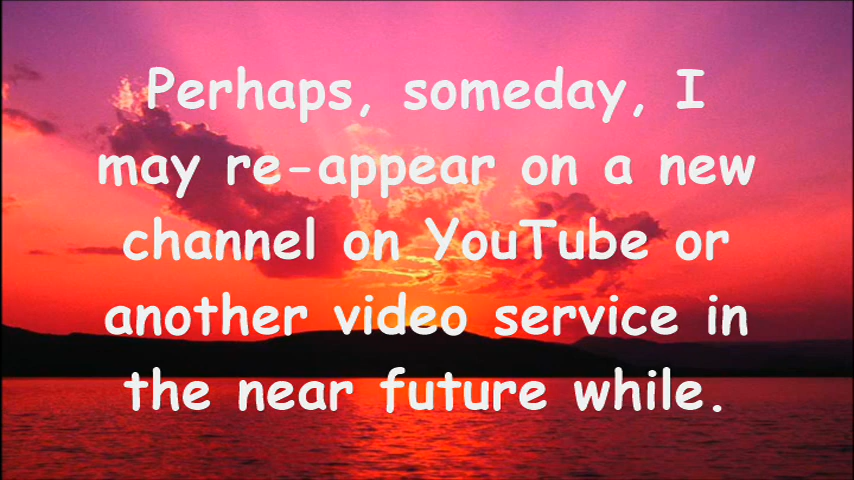 Perhaps, someday, I
may re-appear on a new
channel on YouTube or
another video service in
the near future while.